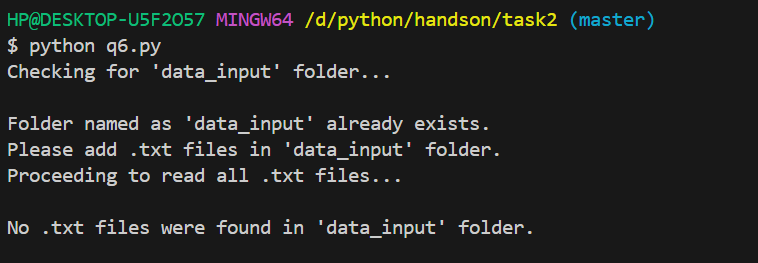 HP@DESKTOP-U5F2O57 MINGW64 /d/python/handson/task2 (master)
$ python q6.py
Checking for 'data_input' folder...
Folder named as 'data_input' already exists.
Please add .txt files in 'data_input' folder.
Proceeding to read all .txt files...
No .txt files were found in 'data_input' folder.